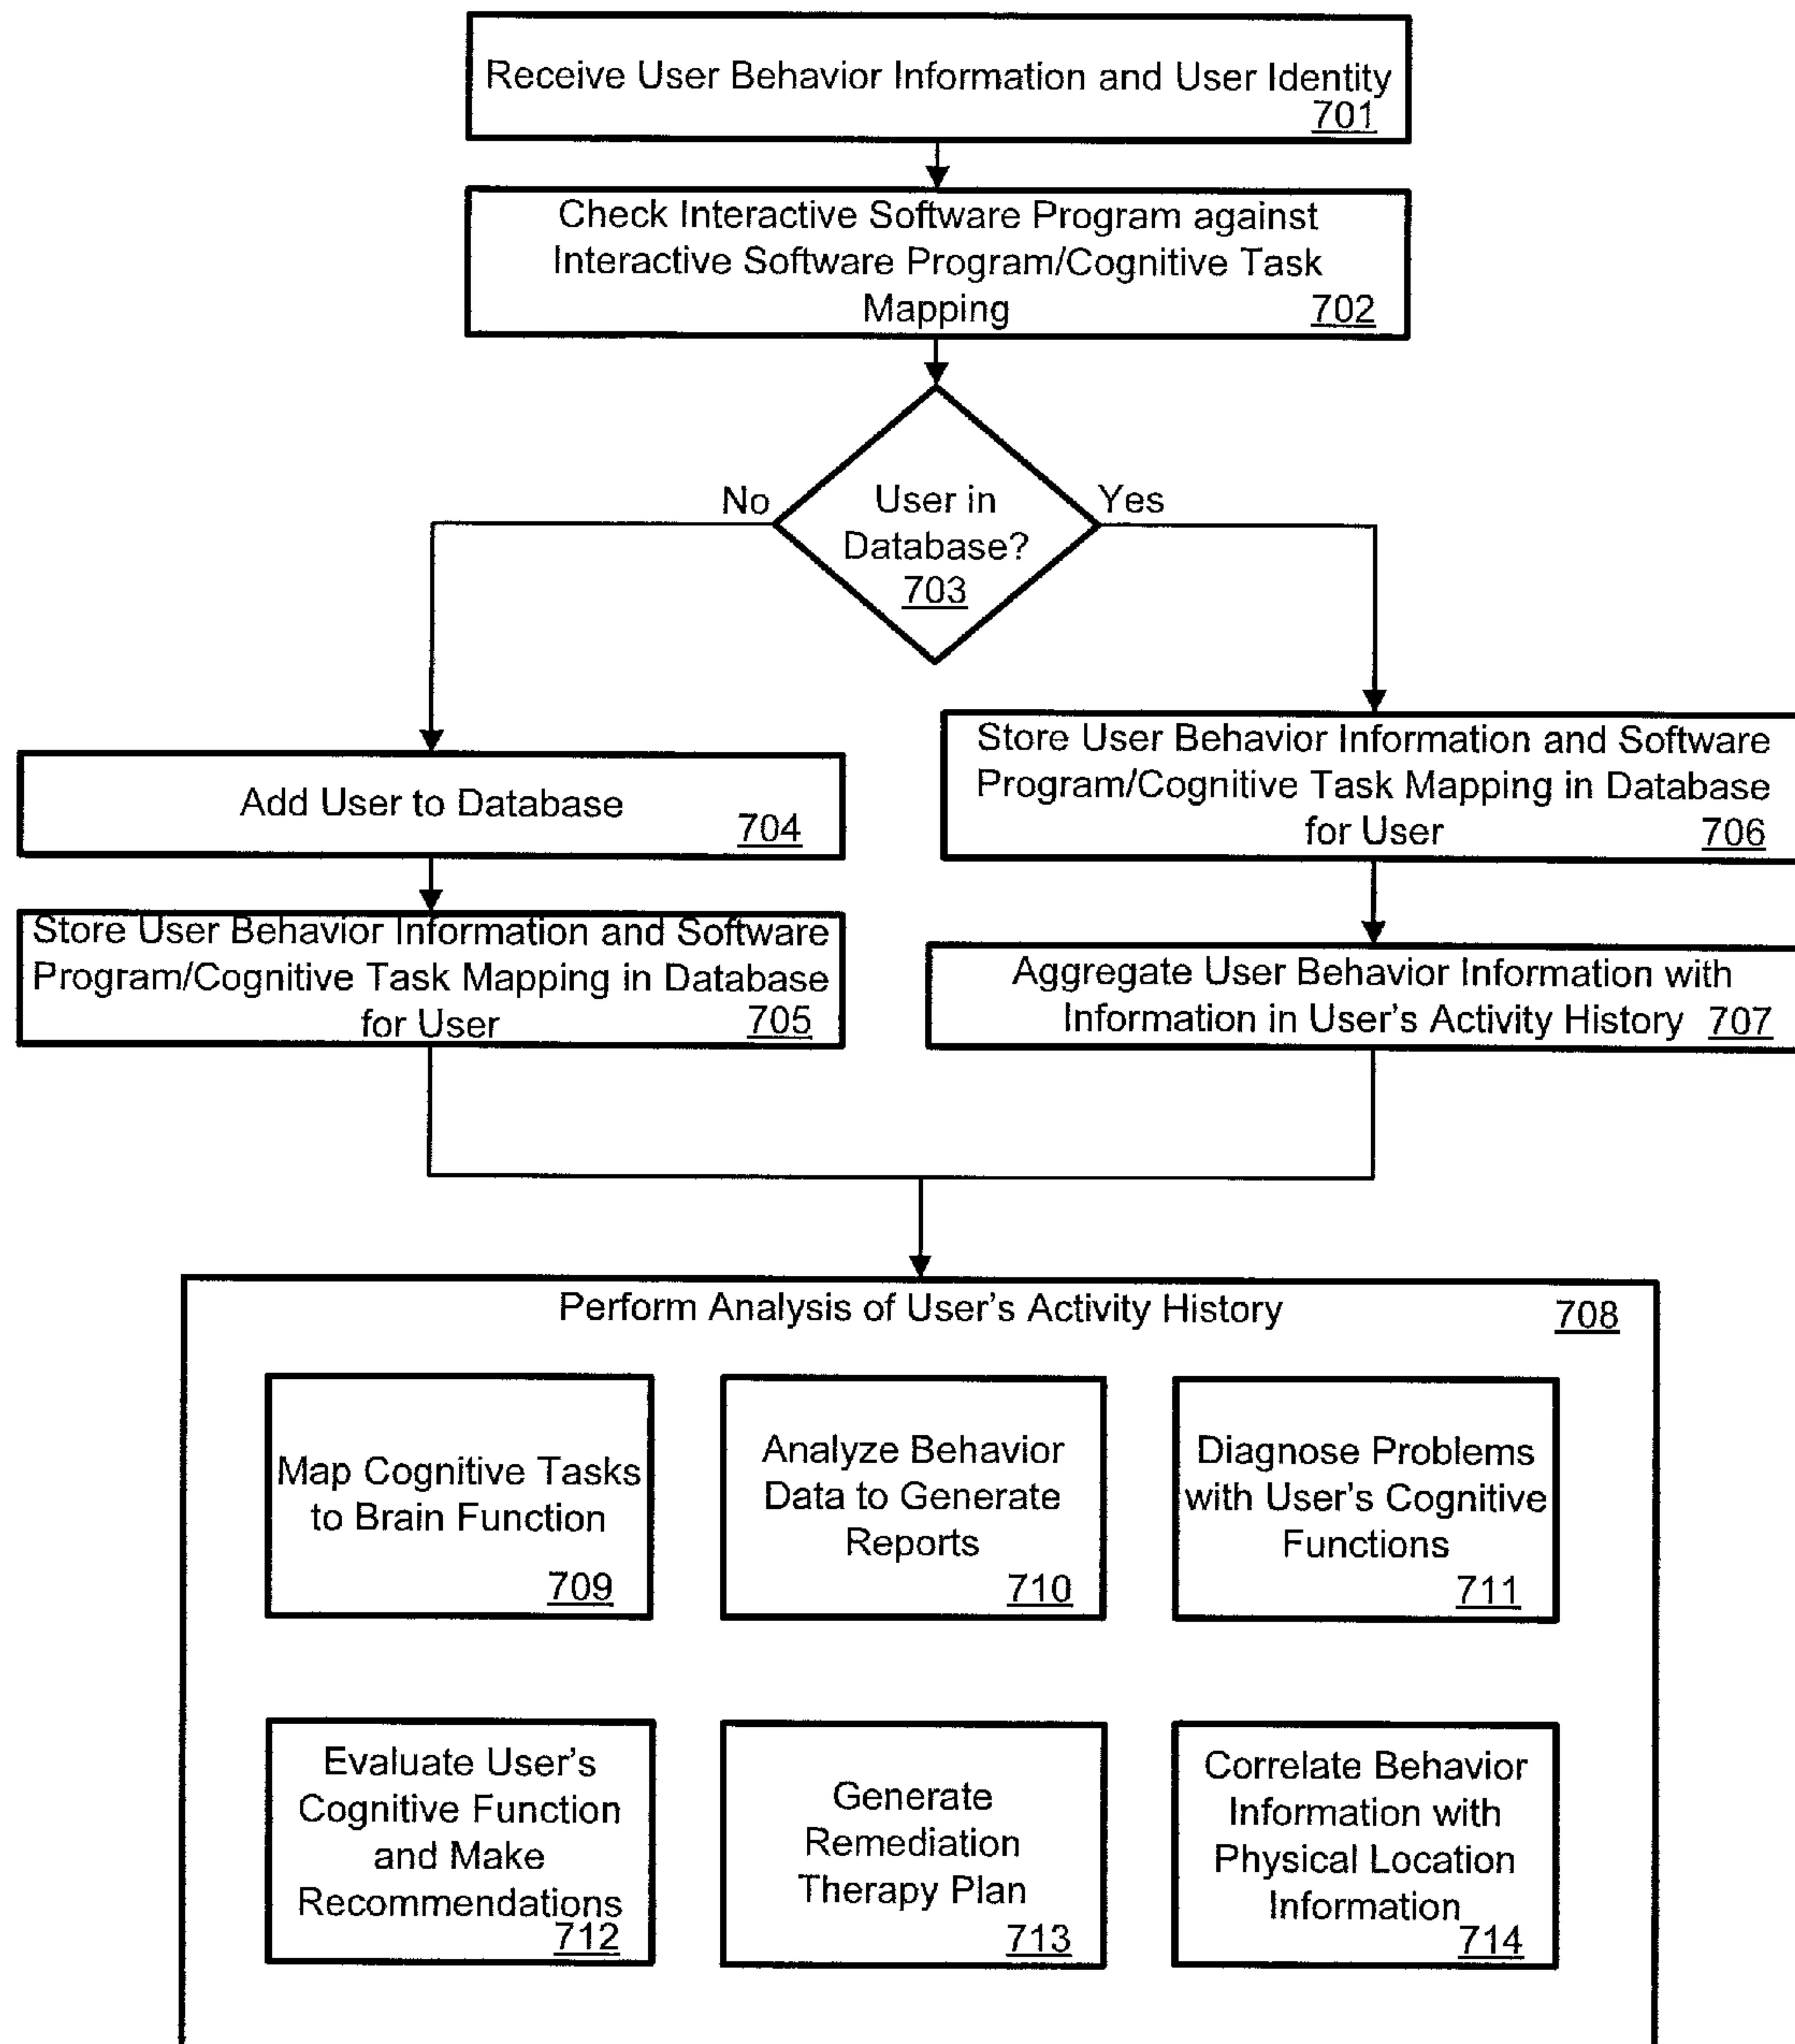 Receive User Behavior Information and User Identity
701
Check Interactive Software Program against
Interactive Software Program/Cognitive Task
Mapping 702
No
User in
Database?
703
Yes
Add User to Database
704
Store User Behavior Information and Software
Program/Cognitive Task Mapping in Database
for User 705
Store User Behavior Information and Software
Program/Cognitive Task Mapping in Database
for User 706
Aggregate User Behavior Information with
Information in User's Activity History 707
Perform Analysis of User's Activity History 708
Map Cognitive Tasks
to Brain Function
709
Analyze Behavior
Data to Generate
Reports
710
Diagnose Problems
with User's Cognitive
Functions
711
Evaluate User's
Cognitive Function
and Make
Recommendations
712
Generate
Remediation
Therapy Plan
713
Correlate Behavior
Information with
Physical Location
Information
714